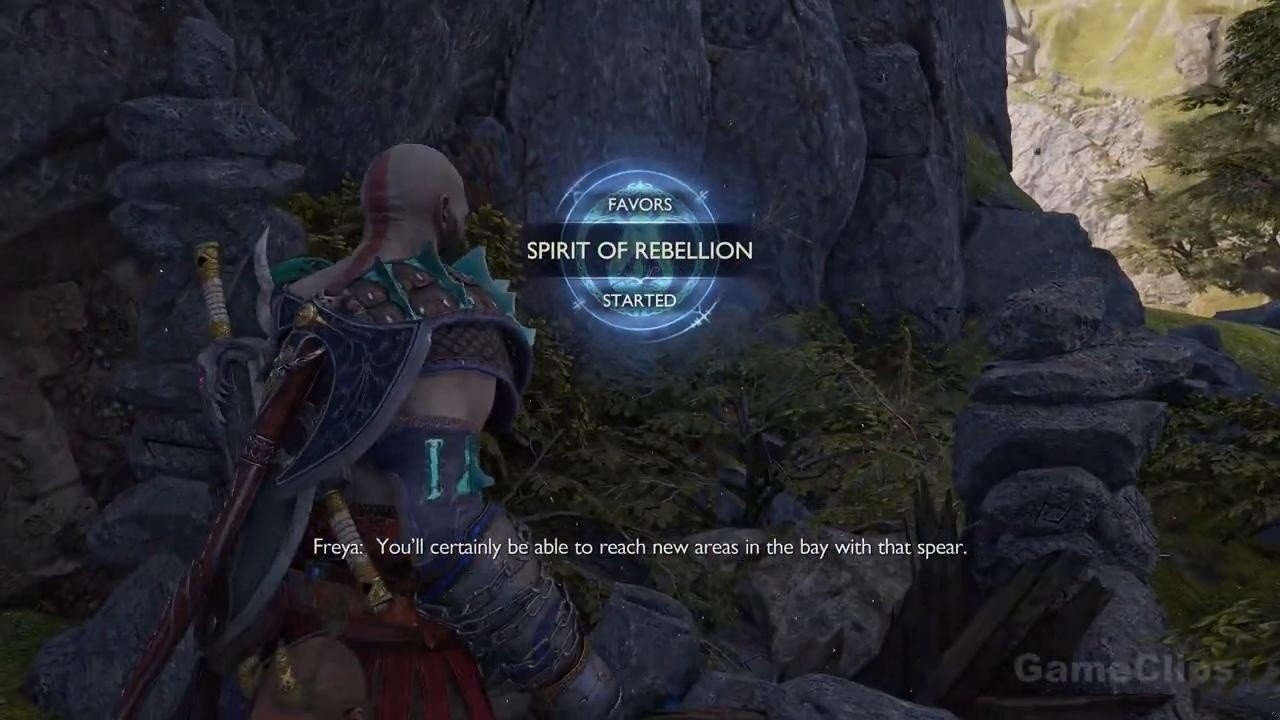 FAVORS
SPIRIT OF REBELLION
STARTED
Freya: You'll certainly be able to reach new areas in the bay with that spear.
GameClips